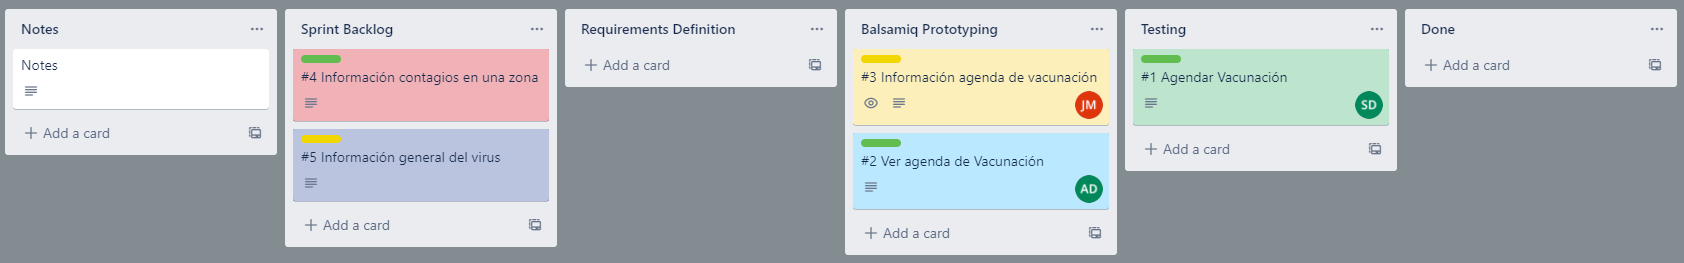 Notes
Notes
Add a card
Sprint Backlog
#4 Información contagios en una zona
#5 Información general del virus
Add a card
Requirements Definition
Add a card
Balsamiq Prototyping
#3 Información agenda de vacunación
JM
#2 Ver agenda de Vacunación
AD
Add a card
Testing
#1 Agendar Vacunación
SD
Add a card
Done
Add a card